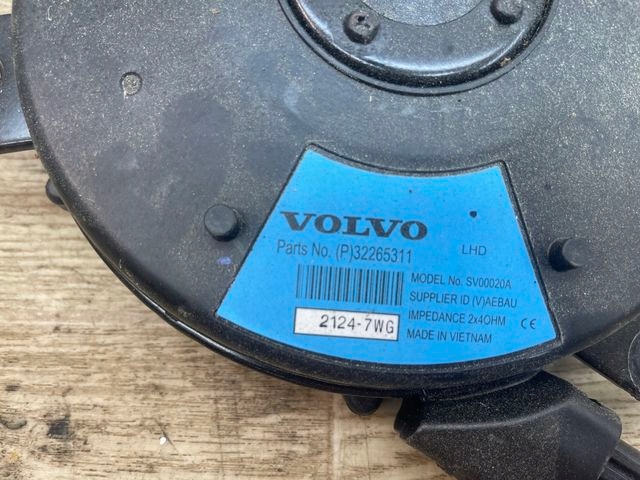 VOLVO
Parts No. (P)32265311
LHD
MODEL No. SV00020A
SUPPLIER ID (V)AEBAU
IMPEDANCE 2x4OHM
2124-7WG
MADE IN VIETNAM
CE